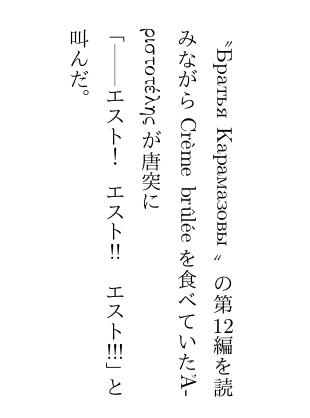 〝Братья Карамазовы〟の第12編を読
みながら Crème brûlée を食べていたἈ-
ριστοτέλης が唐突に
「――エスト！　エスト!!　エスト!!!」と
叫んだ。